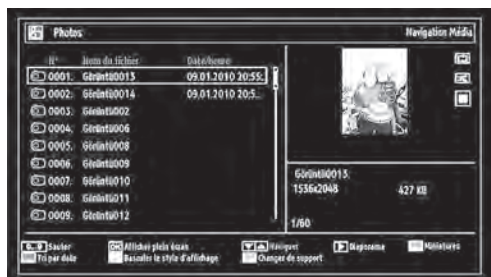 Photos Navigation Média
N° Nom du fichier Date/heure
0001. Görüntü0013 09.01.2010 20:55:
0002. Görüntü0014 09.01.2010 20:5..
0003. Görüntü002
0004. Görüntü006
0005. Görüntü008
0006. Görüntü009
0007. Görüntü010
0008. Görüntü011
0009. Görüntü012
Görüntü0013.
1536x2048 427 KB
1/60
0..9 Sauter OK Afficher plein écran Naviguer Diaporama Miniatures
Tri par date Basculer le style d'affichage Changer de support